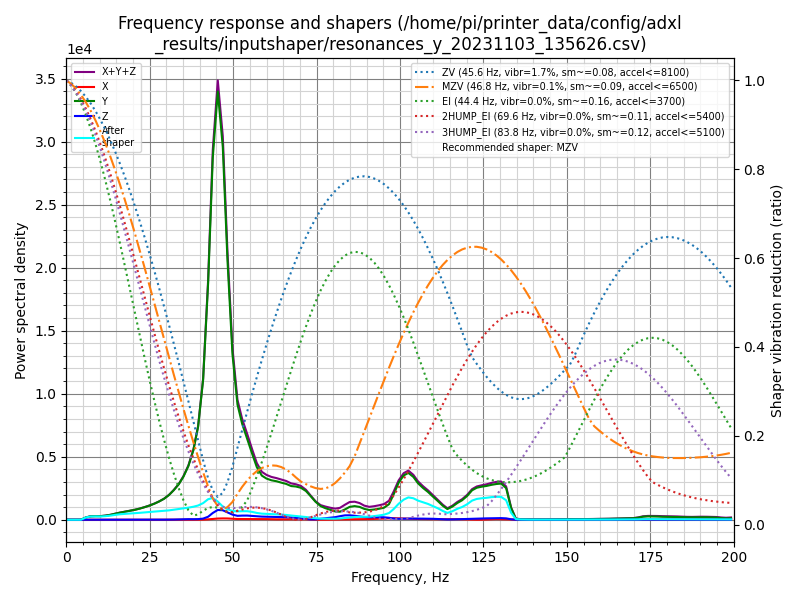 Frequency response and shapers (/home/pi/printer_data/config/adxl
_results/inputshaper/resonances_y_20231103_135626.csv)
1e4
X+Y+Z
X
Y
Z
After
shaper
ZV (45.6 Hz, vibr=1.7%, sm~=0.08, accel<=8100)
MZV (46.8 Hz, vibr=0.1%, sm~=0.09, accel<=6500)
EI (44.4 Hz, vibr=0.0%, sm~=0.16, accel<=3700)
2HUMP_EI (69.6 Hz, vibr=0.0%, sm~=0.11, accel<=5400)
3HUMP_EI (83.8 Hz, vibr=0.0%, sm~=0.12, accel<=5100)
Recommended shaper: MZV
Power spectral density
3.5
3.0
2.5
2.0
1.5
1.0
0.5
0.0
1.0
0.8
0.6
0.4
0.2
0.0
Shaper vibration reduction (ratio)
0 25 50 75 100 125 150 175 200
Frequency, Hz